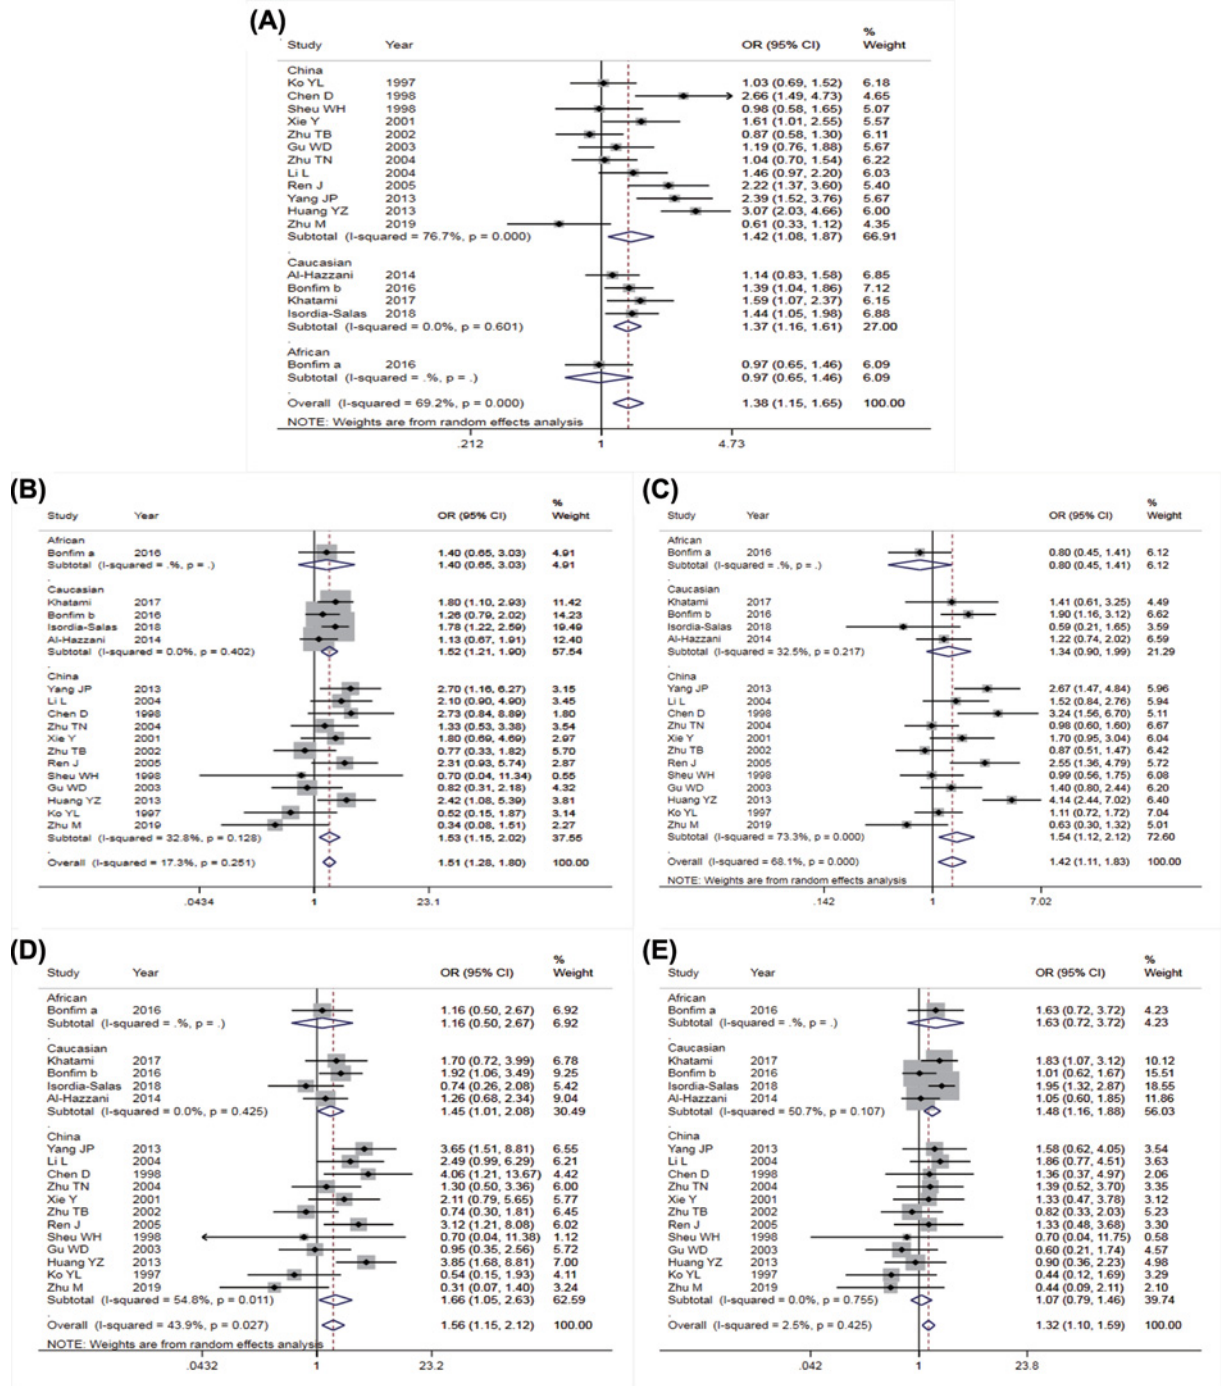 (A)
Study Year OR (95% CI) % Weight
China
Ko YL 1997 1.03 (0.69, 1.52) 6.18
Chen D 1998 2.66 (1.49, 4.73) 4.65
Sheu WH 1998 0.98 (0.58, 1.65) 5.07
Xie Y 2001 1.61 (1.01, 2.55) 5.57
Zhu TB 2002 0.87 (0.58, 1.30) 6.11
Gu WD 2003 1.19 (0.76, 1.88) 5.67
Zhu TN 2004 1.04 (0.70, 1.54) 6.22
Li L 2004 1.46 (0.97, 2.20) 6.03
Ren J 2005 2.22 (1.37, 3.60) 5.40
Yang JP 2013 2.39 (1.52, 3.76) 5.67
Huang YZ 2013 3.07 (2.03, 4.66) 6.00
Zhu M 2019 0.61 (0.33, 1.12) 4.35
Subtotal (I-squared = 76.7%, p = 0.000) 1.42 (1.08, 1.87) 66.91
.
Caucasian
Al-Hazzani 2014 1.14 (0.83, 1.58) 6.85
Bonfim b 2016 1.39 (1.04, 1.86) 7.12
Khatami 2017 1.59 (1.07, 2.37) 6.15
Isordia-Salas 2018 1.44 (1.05, 1.98) 6.88
Subtotal (I-squared = 0.0%, p = 0.601) 1.37 (1.16, 1.61) 27.00
.
African
Bonfim a 2016 0.97 (0.65, 1.46) 6.09
Subtotal (I-squared = .%, p = .) 0.97 (0.65, 1.46) 6.09
.
Overall (I-squared = 69.2%, p = 0.000) 1.38 (1.15, 1.65) 100.00
NOTE: Weights are from random effects analysis
.212 1 4.73
(B)
Study Year OR (95% CI) % Weight
African
Bonfim a 2016 1.40 (0.65, 3.03) 4.91
Subtotal (I-squared = .%, p = .) 1.40 (0.65, 3.03) 4.91
.
Caucasian
Khatami 2017 1.80 (1.10, 2.93) 11.42
Bonfim b 2016 1.26 (0.79, 2.02) 14.23
Isordia-Salas 2018 1.78 (1.22, 2.59) 19.49
Al-Hazzani 2014 1.13 (0.67, 1.91) 12.40
Subtotal (I-squared = 0.0%, p = 0.402) 1.52 (1.21, 1.90) 57.54
.
China
Yang JP 2013 2.70 (1.16, 6.27) 3.15
Li L 2004 2.10 (0.90, 4.90) 3.45
Chen D 1998 2.73 (0.84, 8.89) 1.80
Zhu TN 2004 1.33 (0.53, 3.38) 3.54
Xie Y 2001 1.80 (0.69, 4.69) 2.97
Zhu TB 2002 0.77 (0.33, 1.82) 5.70
Ren J 2005 2.31 (0.93, 5.74) 2.87
Sheu WH 1998 0.70 (0.04, 11.34) 0.55
Gu WD 2003 0.82 (0.31, 2.18) 4.32
Huang YZ 2013 2.42 (1.08, 5.39) 3.81
Ko YL 1997 0.52 (0.15, 1.87) 3.14
Zhu M 2019 0.34 (0.08, 1.51) 2.27
Subtotal (I-squared = 32.8%, p = 0.128) 1.53 (1.15, 2.02) 37.55
.
Overall (I-squared = 17.3%, p = 0.251) 1.51 (1.28, 1.80) 100.00
.0434 1 23.1
(C)
Study Year OR (95% CI) % Weight
African
Bonfim a 2016 0.80 (0.45, 1.41) 6.12
Subtotal (I-squared = .%, p = .) 0.80 (0.45, 1.41) 6.12
.
Caucasian
Khatami 2017 1.41 (0.61, 3.25) 4.49
Bonfim b 2016 1.90 (1.16, 3.12) 6.62
Isordia-Salas 2018 0.59 (0.21, 1.65) 3.59
Al-Hazzani 2014 1.22 (0.74, 2.02) 6.59
Subtotal (I-squared = 32.5%, p = 0.217) 1.34 (0.90, 1.99) 21.29
.
China
Yang JP 2013 2.67 (1.47, 4.84) 5.96
Li L 2004 1.52 (0.84, 2.76) 5.94
Chen D 1998 3.24 (1.56, 6.70) 5.11
Zhu TN 2004 0.98 (0.60, 1.60) 6.67
Xie Y 2001 1.70 (0.95, 3.04) 6.04
Zhu TB 2002 0.87 (0.51, 1.47) 6.42
Ren J 2005 2.55 (1.36, 4.79) 5.72
Sheu WH 1998 0.99 (0.56, 1.75) 6.08
Gu WD 2003 1.40 (0.80, 2.44) 6.20
Huang YZ 2013 4.14 (2.44, 7.02) 6.40
Ko YL 1997 1.11 (0.72, 1.72) 7.04
Zhu M 2019 0.63 (0.30, 1.32) 5.01
Subtotal (I-squared = 73.3%, p = 0.000) 1.54 (1.12, 2.12) 72.60
.
Overall (I-squared = 68.1%, p = 0.000) 1.42 (1.11, 1.83) 100.00
NOTE: Weights are from random effects analysis
.142 1 7.02
(D)
Study Year OR (95% CI) % Weight
African
Bonfim a 2016 1.16 (0.50, 2.67) 6.92
Subtotal (I-squared = .%, p = .) 1.16 (0.50, 2.67) 6.92
.
Caucasian
Khatami 2017 1.70 (0.72, 3.99) 6.78
Bonfim b 2016 1.92 (1.06, 3.49) 9.25
Isordia-Salas 2018 0.74 (0.26, 2.08) 5.42
Al-Hazzani 2014 1.26 (0.68, 2.34) 9.04
Subtotal (I-squared = 0.0%, p = 0.425) 1.45 (1.01, 2.08) 30.49
.
China
Yang JP 2013 3.65 (1.51, 8.81) 6.55
Li L 2004 2.49 (0.99, 6.29) 6.21
Chen D 1998 4.06 (1.21, 13.67) 4.42
Zhu TN 2004 1.30 (0.50, 3.36) 6.00
Xie Y 2001 2.11 (0.79, 5.65) 5.77
Zhu TB 2002 0.74 (0.30, 1.81) 6.45
Ren J 2005 3.12 (1.21, 8.08) 6.02
Sheu WH 1998 0.70 (0.04, 11.38) 1.12
Gu WD 2003 0.95 (0.35, 2.56) 5.72
Huang YZ 2013 3.85 (1.68, 8.81) 7.00
Ko YL 1997 0.54 (0.15, 1.93) 4.11
Zhu M 2019 0.31 (0.07, 1.40) 3.24
Subtotal (I-squared = 54.8%, p = 0.011) 1.66 (1.05, 2.63) 62.59
.
Overall (I-squared = 43.9%, p = 0.027) 1.56 (1.15, 2.12) 100.00
NOTE: Weights are from random effects analysis
.0432 1 23.2
(E)
Study Year OR (95% CI) % Weight
African
Bonfim a 2016 1.63 (0.72, 3.72) 4.23
Subtotal (I-squared = .%, p = .) 1.63 (0.72, 3.72) 4.23
.
Caucasian
Khatami 2017 1.83 (1.07, 3.12) 10.12
Bonfim b 2016 1.01 (0.62, 1.67) 15.51
Isordia-Salas 2018 1.95 (1.32, 2.87) 18.55
Al-Hazzani 2014 1.05 (0.60, 1.85) 11.86
Subtotal (I-squared = 50.7%, p = 0.107) 1.48 (1.16, 1.88) 56.03
.
China
Yang JP 2013 1.58 (0.62, 4.05) 3.54
Li L 2004 1.86 (0.77, 4.51) 3.63
Chen D 1998 1.36 (0.37, 4.97) 2.06
Zhu TN 2004 1.39 (0.52, 3.70) 3.35
Xie Y 2001 1.33 (0.47, 3.78) 3.12
Zhu TB 2002 0.82 (0.33, 2.03) 5.23
Ren J 2005 1.33 (0.48, 3.68) 3.30
Sheu WH 1998 0.70 (0.04, 11.75) 0.58
Gu WD 2003 0.60 (0.21, 1.74) 4.57
Huang YZ 2013 0.90 (0.36, 2.23) 4.98
Ko YL 1997 0.44 (0.12, 1.69) 3.29
Zhu M 2019 0.44 (0.09, 2.11) 2.10
Subtotal (I-squared = 0.0%, p = 0.755) 1.07 (0.79, 1.46) 39.74
.
Overall (I-squared = 2.5%, p = 0.425) 1.32 (1.10, 1.59) 100.00
.042 1 23.8